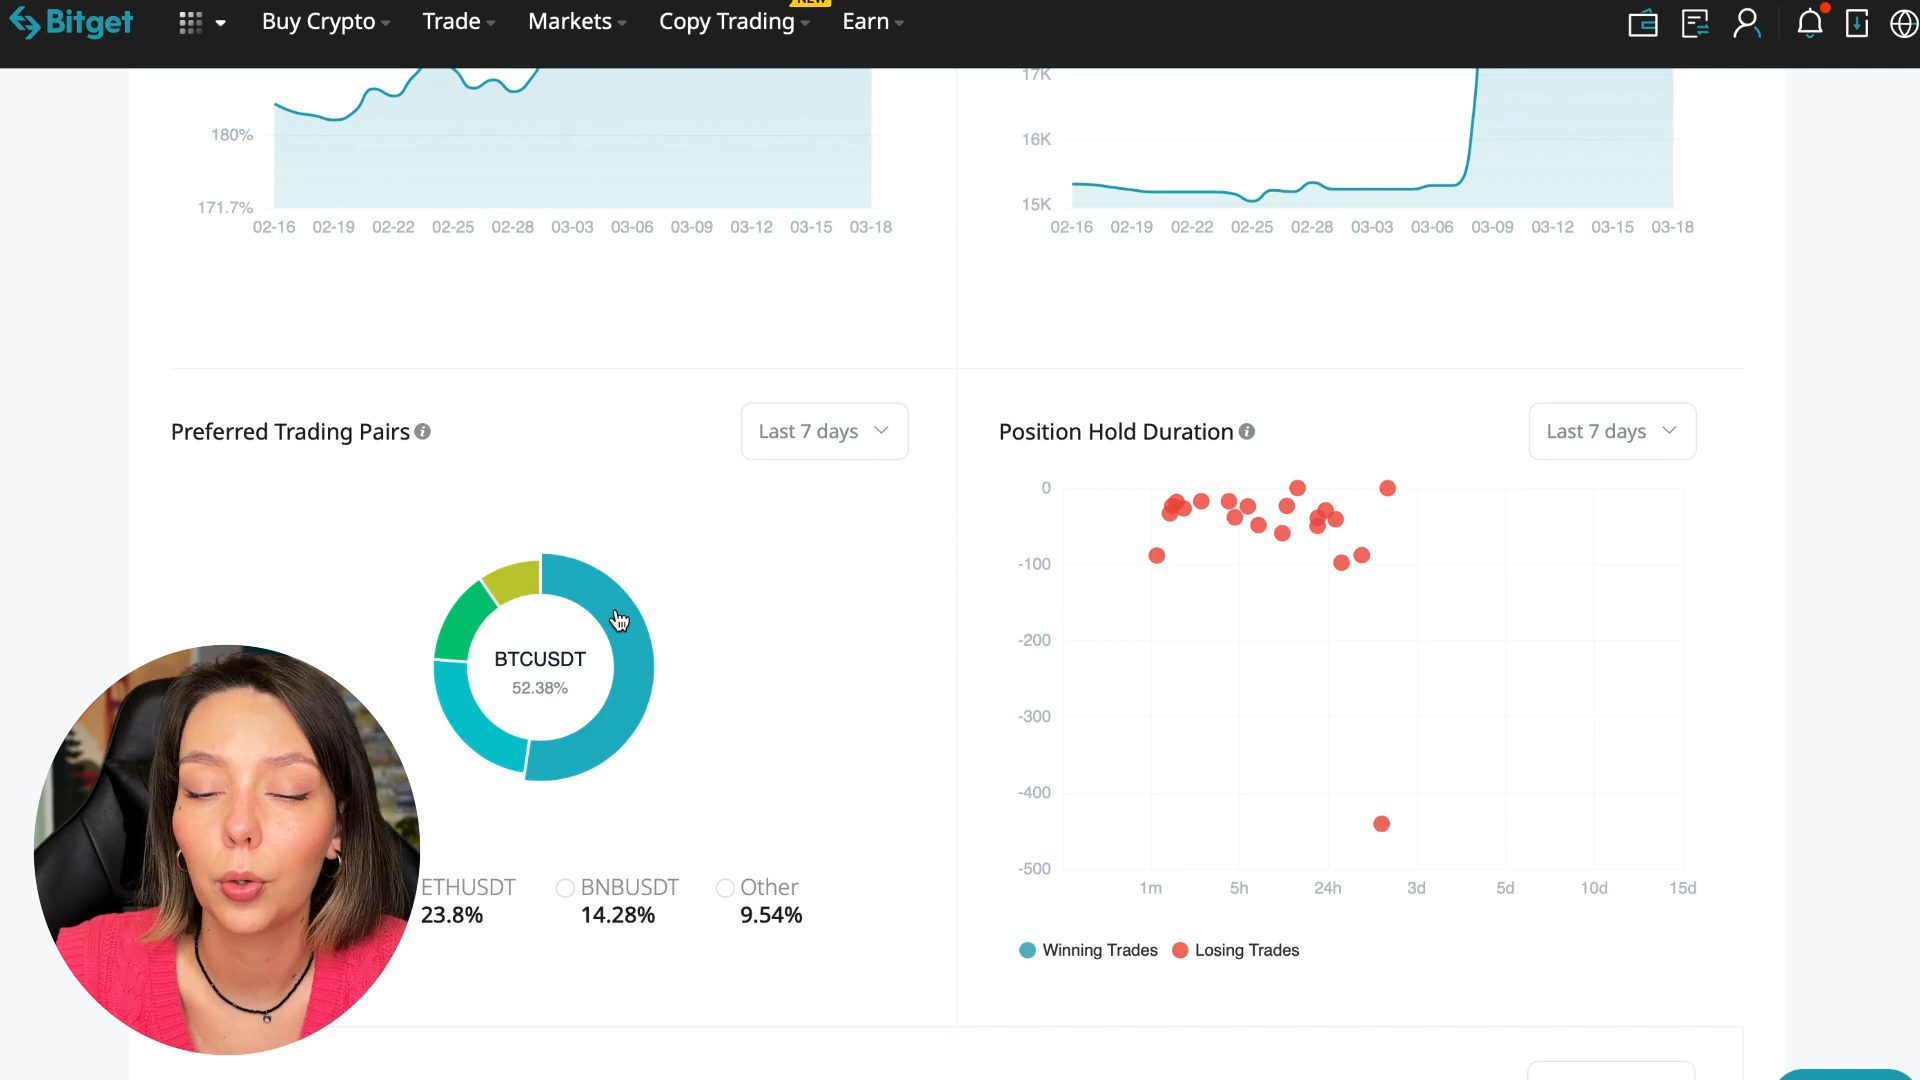 Bitget
Buy Crypto
Trade
Markets
Copy Trading
NEW
Earn
180%
171.7%
02-16 02-19 02-22 02-25 02-28 03-03 03-06 03-09 03-12 03-15 03-18
17K
16K
15K
02-16 02-19 02-22 02-25 02-28 03-03 03-06 03-09 03-12 03-15 03-18
Preferred Trading Pairs
Last 7 days
BTCUSDT
52.38%
ETHUSDT
23.8%
BNBUSDT
14.28%
Other
9.54%
Position Hold Duration
Last 7 days
0
-100
-200
-300
-400
-500
1m 5h 24h 3d 5d 10d 15d
Winning Trades
Losing Trades